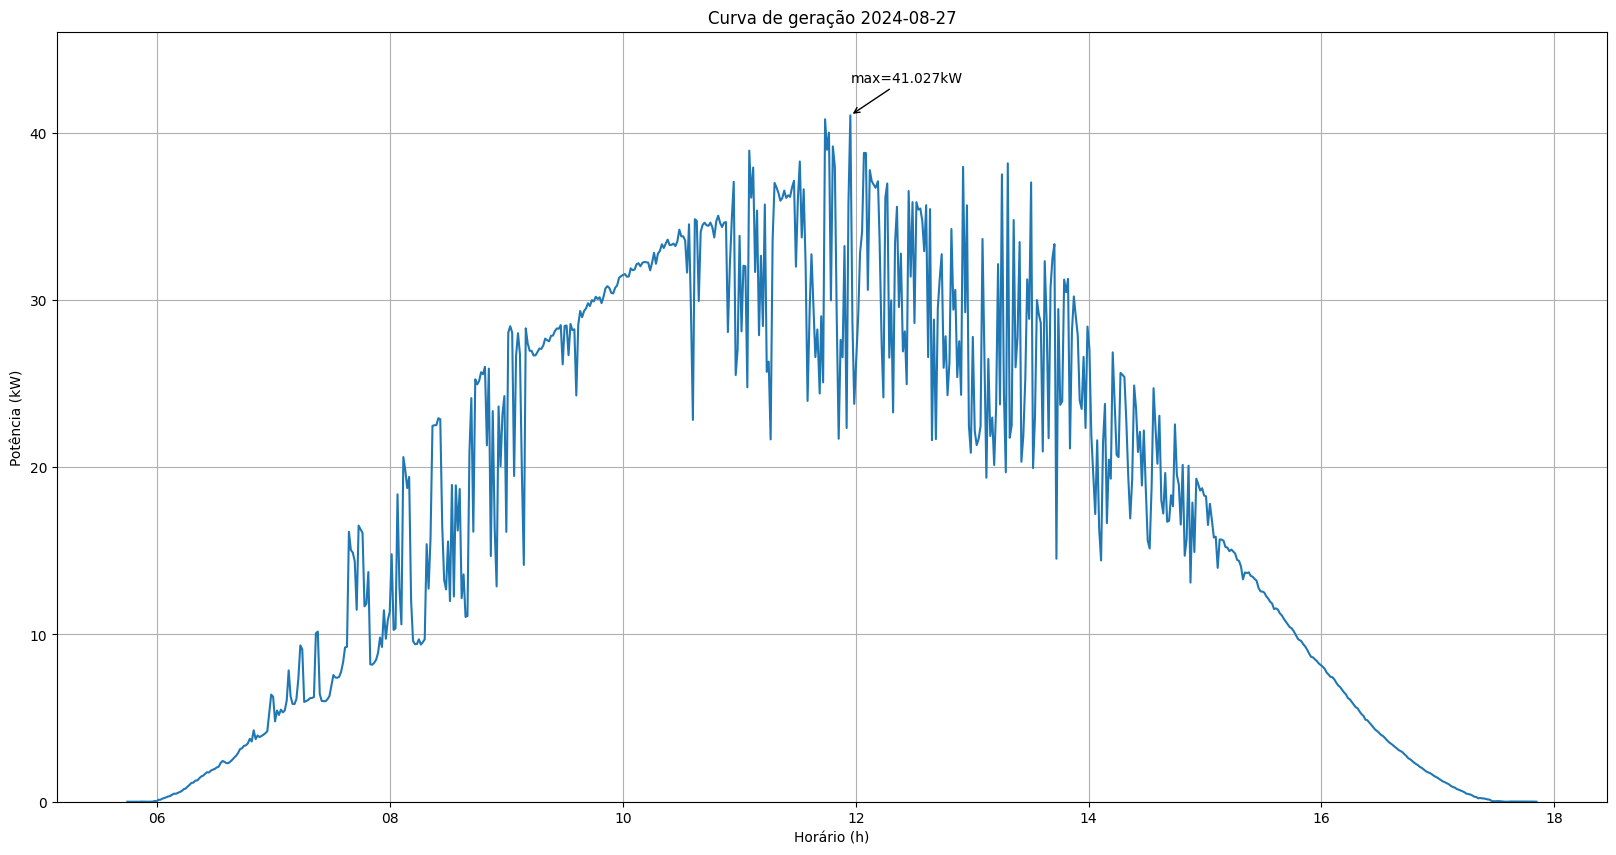 Curva de geração 2024-08-27
max=41.027kW
Potência (kW)
40
30
20
10
0
06 08 10 12 14 16 18
Horário (h)